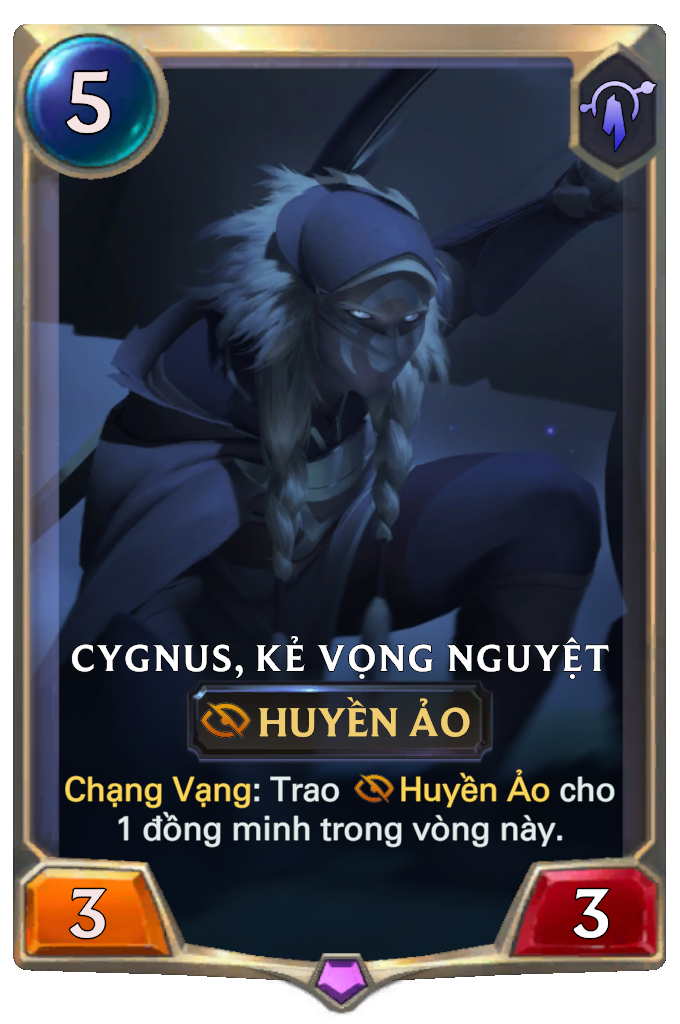 5
CYGNUS, KẺ VỌNG NGUYỆT
HUYỀN ẢO
Chạng Vạng: Trao Huyền Ảo cho
1 đồng minh trong vòng này.
3
3